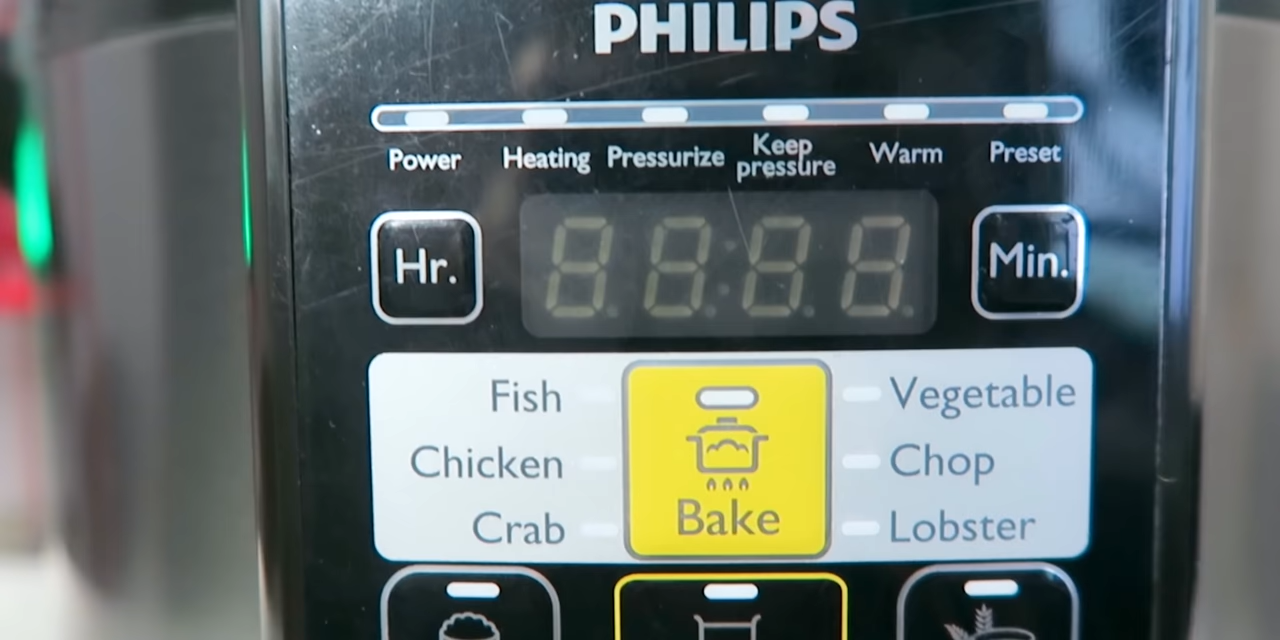 PHILIPS
Power Heating Pressurize Keep pressure Warm Preset
Hr. Min.
Fish Vegetable
Chicken Chop
Crab Bake Lobster